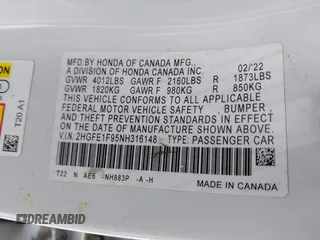 MFD.BY HONDA OF CANADA MFG., 02/'22
A DIVISION OF HONDA CANADA INC.
GVWR 4012LBS GAWR F 2160LBS R 1873LBS
GVWR 1820KG GAWR F 980KG R 850KG
THIS VEHICLE CONFORMS TO ALL APPLICABLE
FEDERAL MOTOR VEHICLE SAFETY, BUMPER,
AND THEFT PREVENTION STANDARDS IN EFFECT
ON THE DATE OF MANUFACTURE SHOWN ABOVE.
V.I.N: 2HGFE1F95NH316148 TYPE: PASSENGER CAR
T22 N AE6 -NH883P -A -H
MADE IN CANADA
T20 A1
DREAMBID